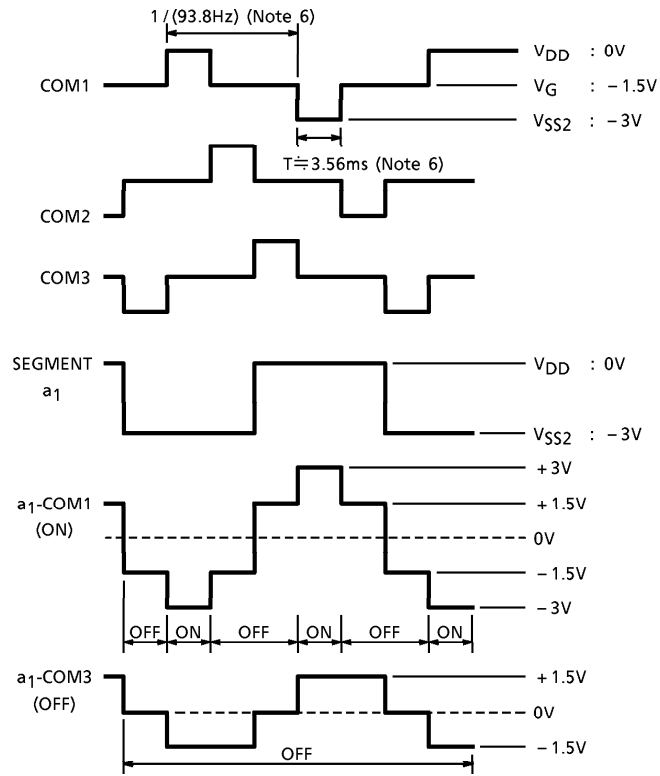 1/(93.8Hz) (Note 6)
VDD : 0V
COM1
VG : −1.5V
VSS2 : −3V
T≒3.56ms (Note 6)
COM2
COM3
SEGMENT
a1
VDD : 0V
VSS2 : −3V
+3V
a1-COM1
(ON)
+1.5V
0V
−1.5V
−3V
OFF ON OFF ON OFF ON
a1-COM3
(OFF)
+1.5V
0V
−1.5V
OFF